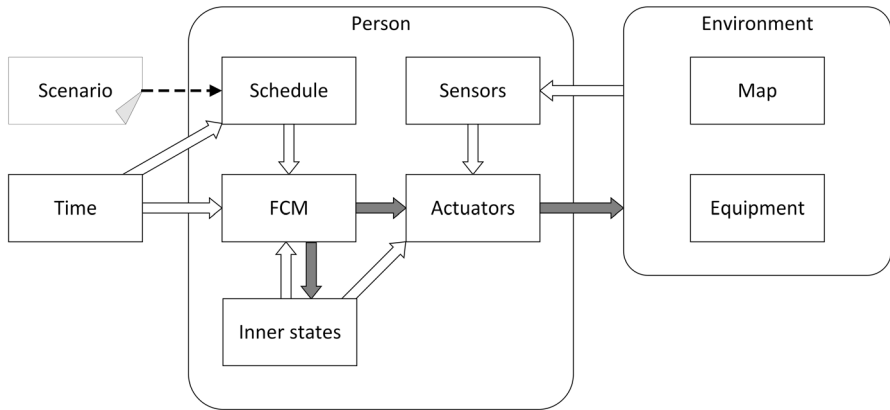 Person
Environment
Scenario
Schedule
Sensors
Map
Time
FCM
Actuators
Equipment
Inner states